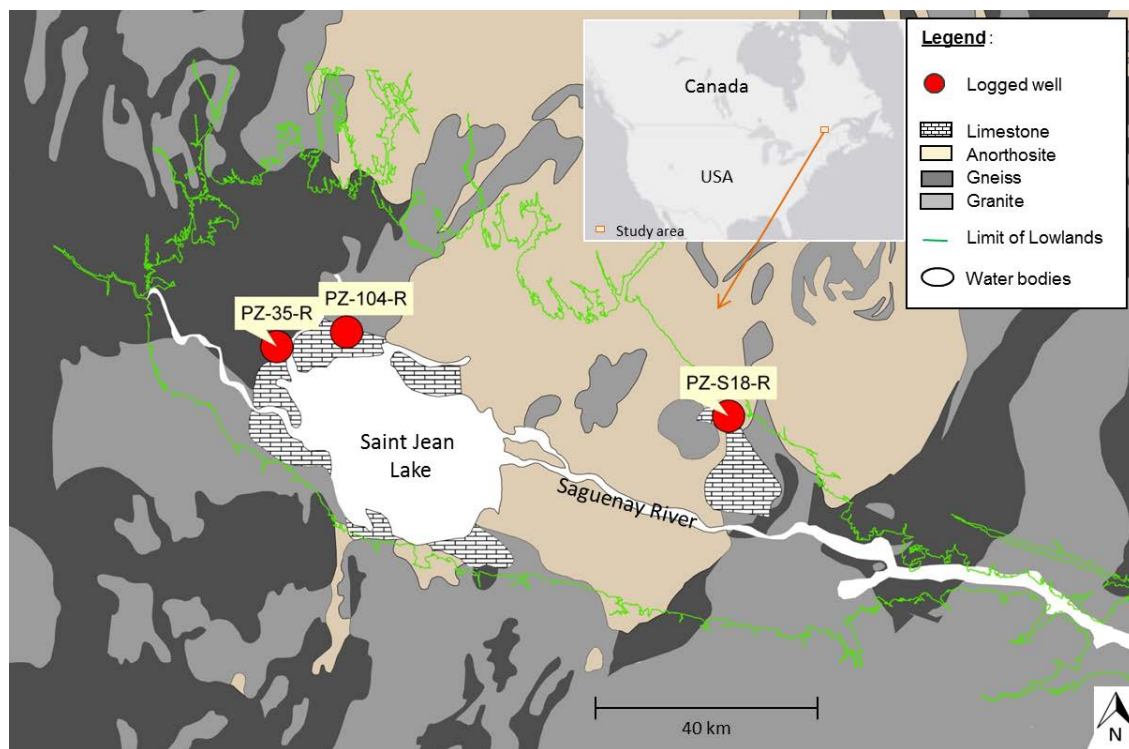 Canada
USA
Study area
Legend :
Logged well
Limestone
Anorthosite
Gneiss
Granite
Limit of Lowlands
Water bodies
PZ-35-R
PZ-104-R
PZ-S18-R
Saint Jean
Lake
Saguenay River
40 km
N